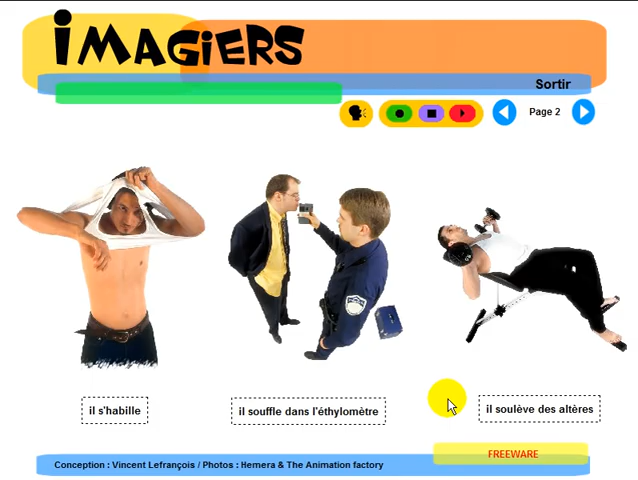 iMAGiERS
Sortir
Page 2
il s'habille
il souffle dans l'éthylomètre
il soulève des altères
FREEWARE
Conception : Vincent Lefrançois / Photos : Hemera & The Animation factory